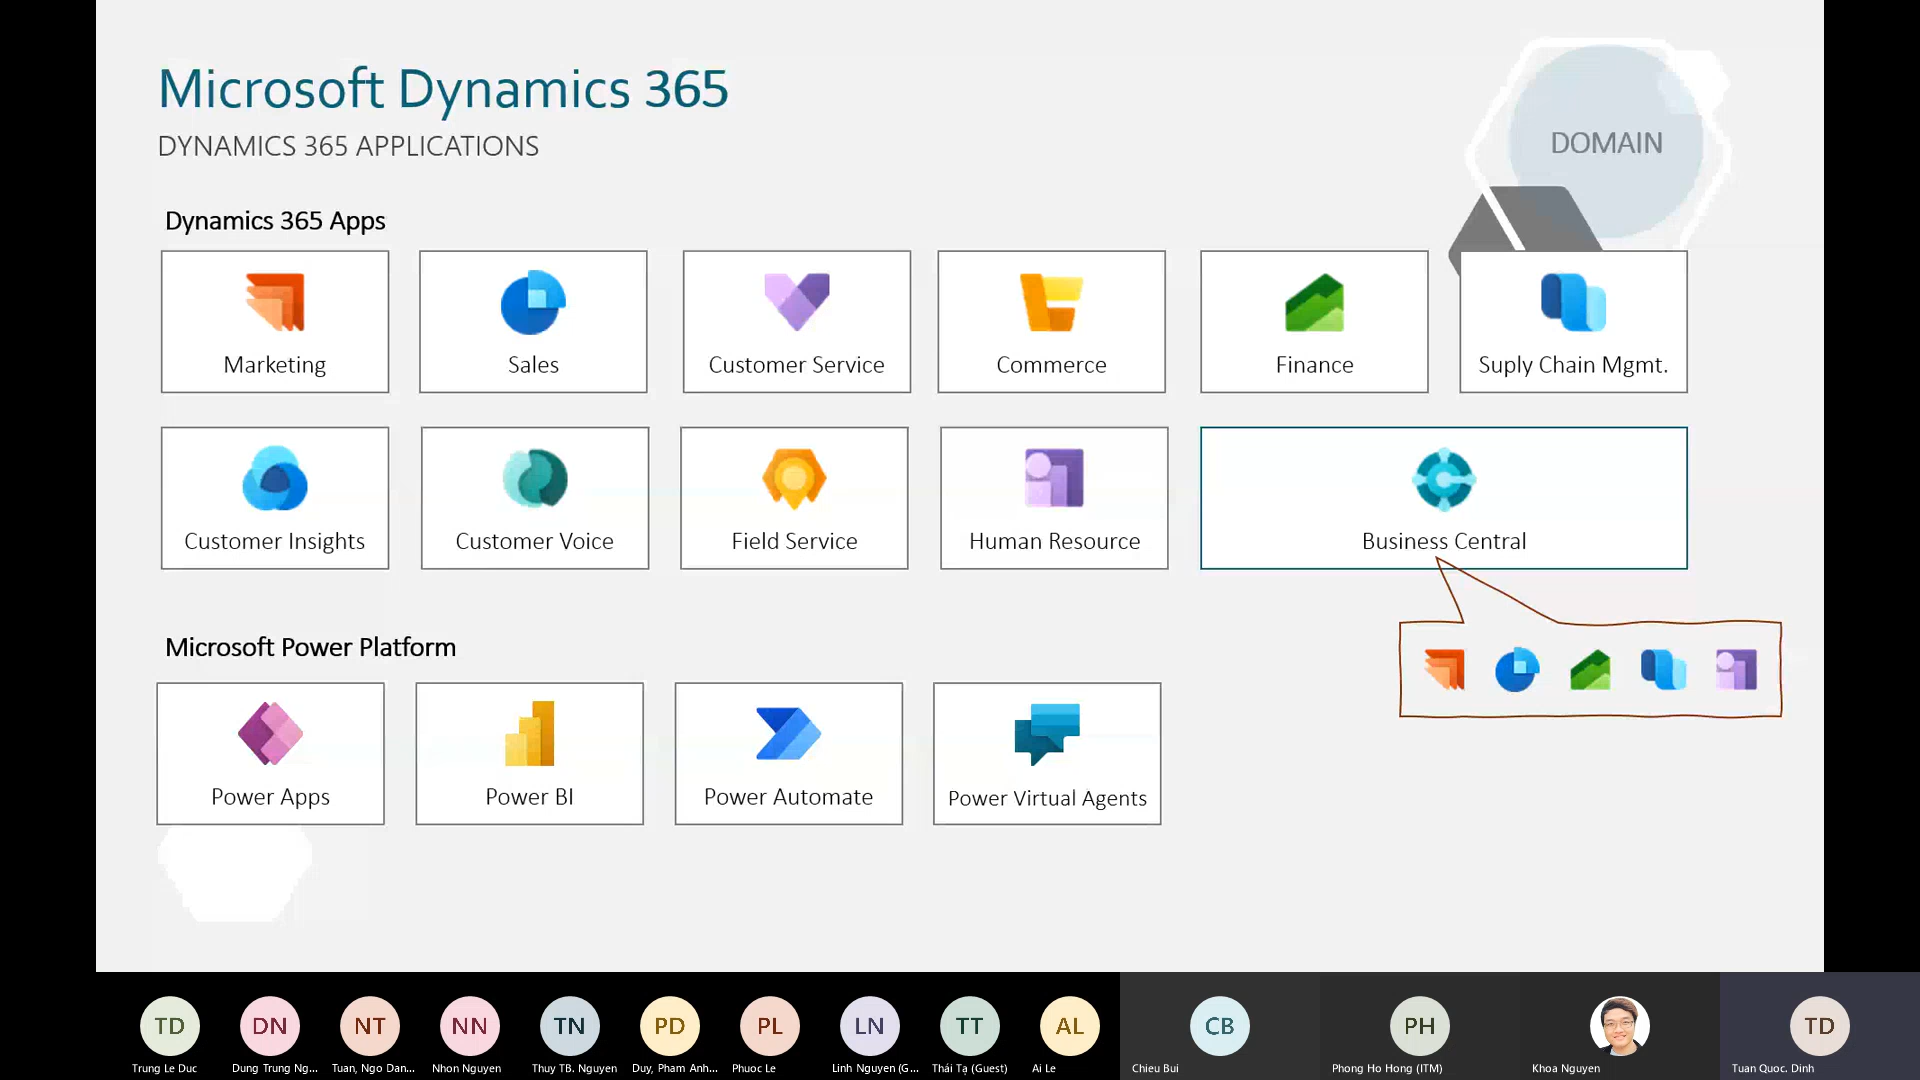 Microsoft Dynamics 365
DYNAMICS 365 APPLICATIONS
DOMAIN
Dynamics 365 Apps
Marketing
Sales
Customer Service
Commerce
Finance
Suply Chain Mgmt.
Customer Insights
Customer Voice
Field Service
Human Resource
Business Central
Microsoft Power Platform
Power Apps
Power BI
Power Automate
Power Virtual Agents
TD
DN
NT
NN
TN
PD
PL
LN
TT
AL
CB
PH
TD
Trung Le Duc
Dung Trung Ng...
Tuan, Ngo Dan...
Nhon Nguyen
Thuy TB. Nguyen
Duy, Pham Anh...
Phuoc Le
Linh Nguyen (G...
Thái Tạ (Guest)
Ai Le
Chieu Bui
Phong Ho Hong (ITM)
Khoa Nguyen
Tuan Quoc. Dinh